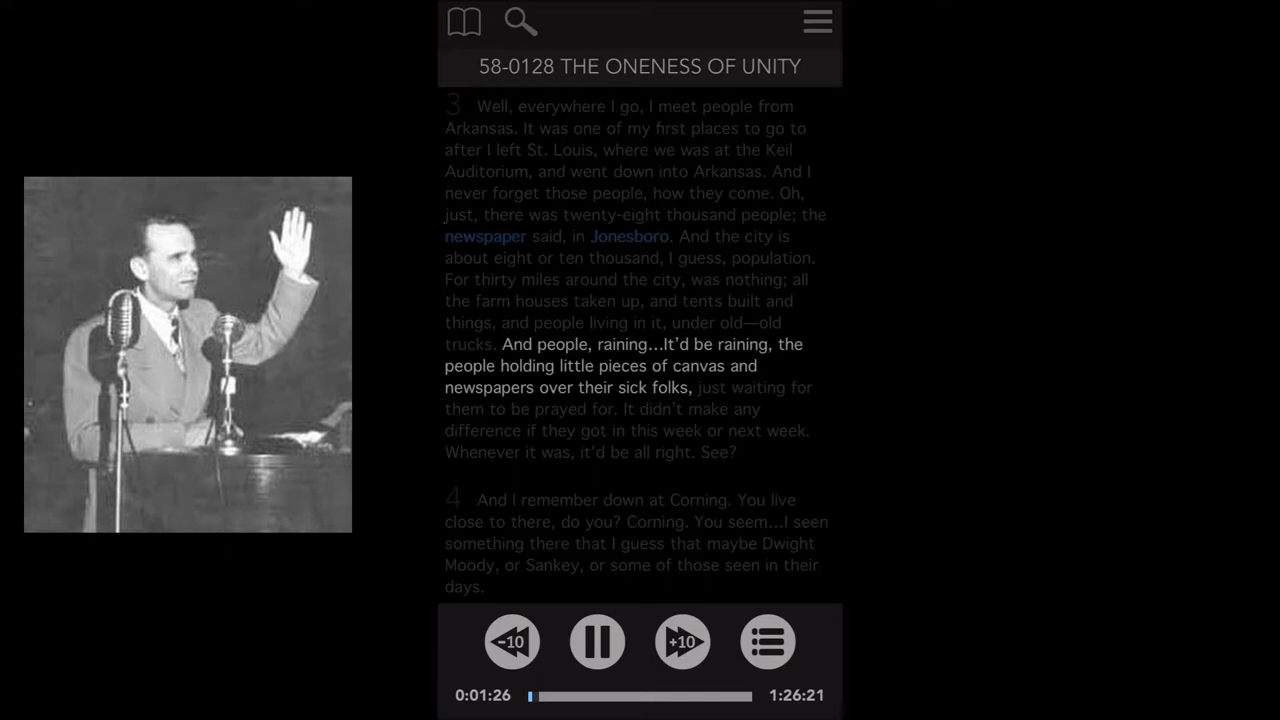 58-0128 THE ONENESS OF UNITY
3 Well, everywhere I go, I meet people from
Arkansas. It was one of my first places to go to
after I left St. Louis, where we was at the Keil
Auditorium, and went down into Arkansas. And I
never forget those people, how they come. Oh,
just, there was twenty-eight thousand people; the
newspaper said, in Jonesboro. And the city is
about eight or ten thousand, I guess, population.
For thirty miles around the city, was nothing; all
the farm houses taken up, and tents built and
things, and people living in it, under old—old
trucks. And people, raining…It’d be raining, the
people holding little pieces of canvas and
newspapers over their sick folks, just waiting for
them to be prayed for. It didn’t make any
difference if they got in this week or next week.
Whenever it was, it’d be all right. See?
4 And I remember down at Corning. You live
close to there, do you? Corning. You seem…I seen
something there that I guess that maybe Dwight
Moody, or Sankey, or some of those seen in their
days.
-10
+10
0:01:26
1:26:21